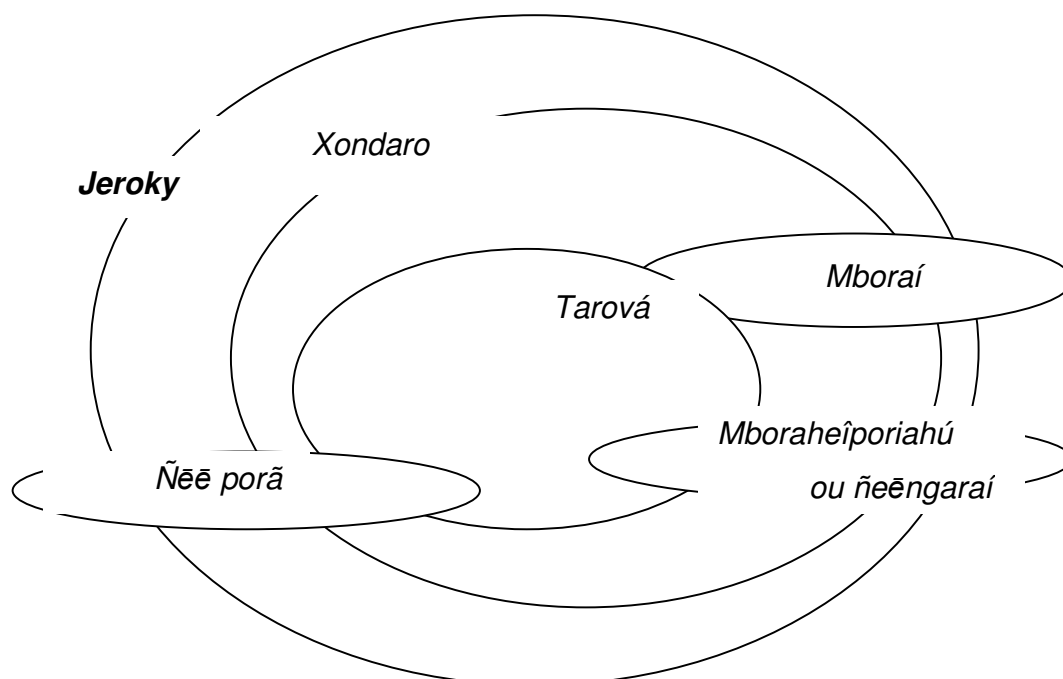 Xondaro
Jeroky
Mboraí
Tarová
Mboraheîporiahú
ou ñeēngaraí
Ñēē porã